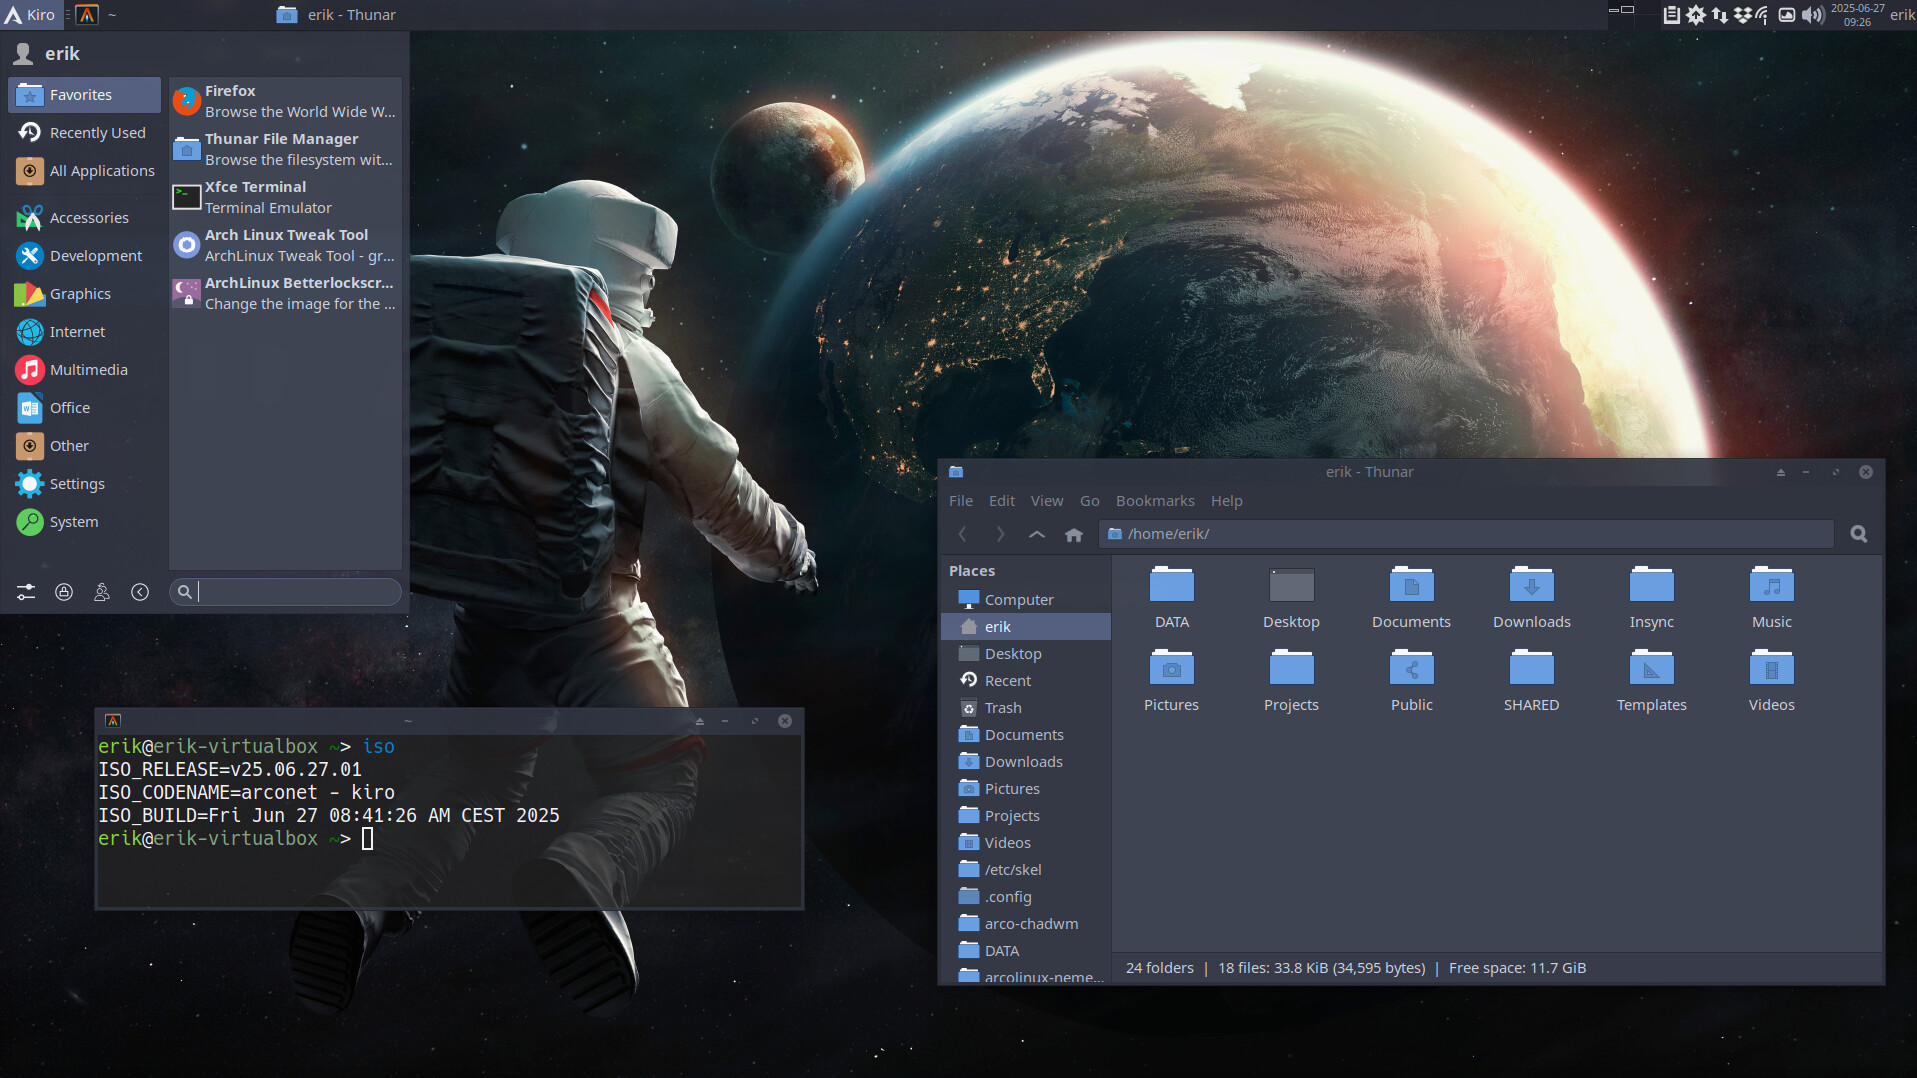 Kiro
~
erik - Thunar
2025-06-27
09:26
erik
erik
Favorites
Recently Used
All Applications
Accessories
Development
Graphics
Internet
Multimedia
Office
Other
Settings
System
Firefox
Browse the World Wide W...
Thunar File Manager
Browse the filesystem wit...
Xfce Terminal
Terminal Emulator
Arch Linux Tweak Tool
ArchLinux Tweak Tool - gr...
ArchLinux Betterlockscr...
Change the image for the ...
~
erik@erik-virtualbox ~> iso
ISO_RELEASE=v25.06.27.01
ISO_CODENAME=arconet - kiro
ISO_BUILD=Fri Jun 27 08:41:26 AM CEST 2025
erik@erik-virtualbox ~>
erik - Thunar
File Edit View Go Bookmarks Help
/home/erik/
Places
Computer
erik
Desktop
Recent
Trash
Documents
Downloads
Pictures
Projects
Videos
/etc/skel
.config
arco-chadwm
DATA
arcolinux-neme...
DATA Desktop Documents Downloads Insync Music
Pictures Projects Public SHARED Templates Videos
24 folders | 18 files: 33.8 KiB (34,595 bytes) | Free space: 11.7 GiB